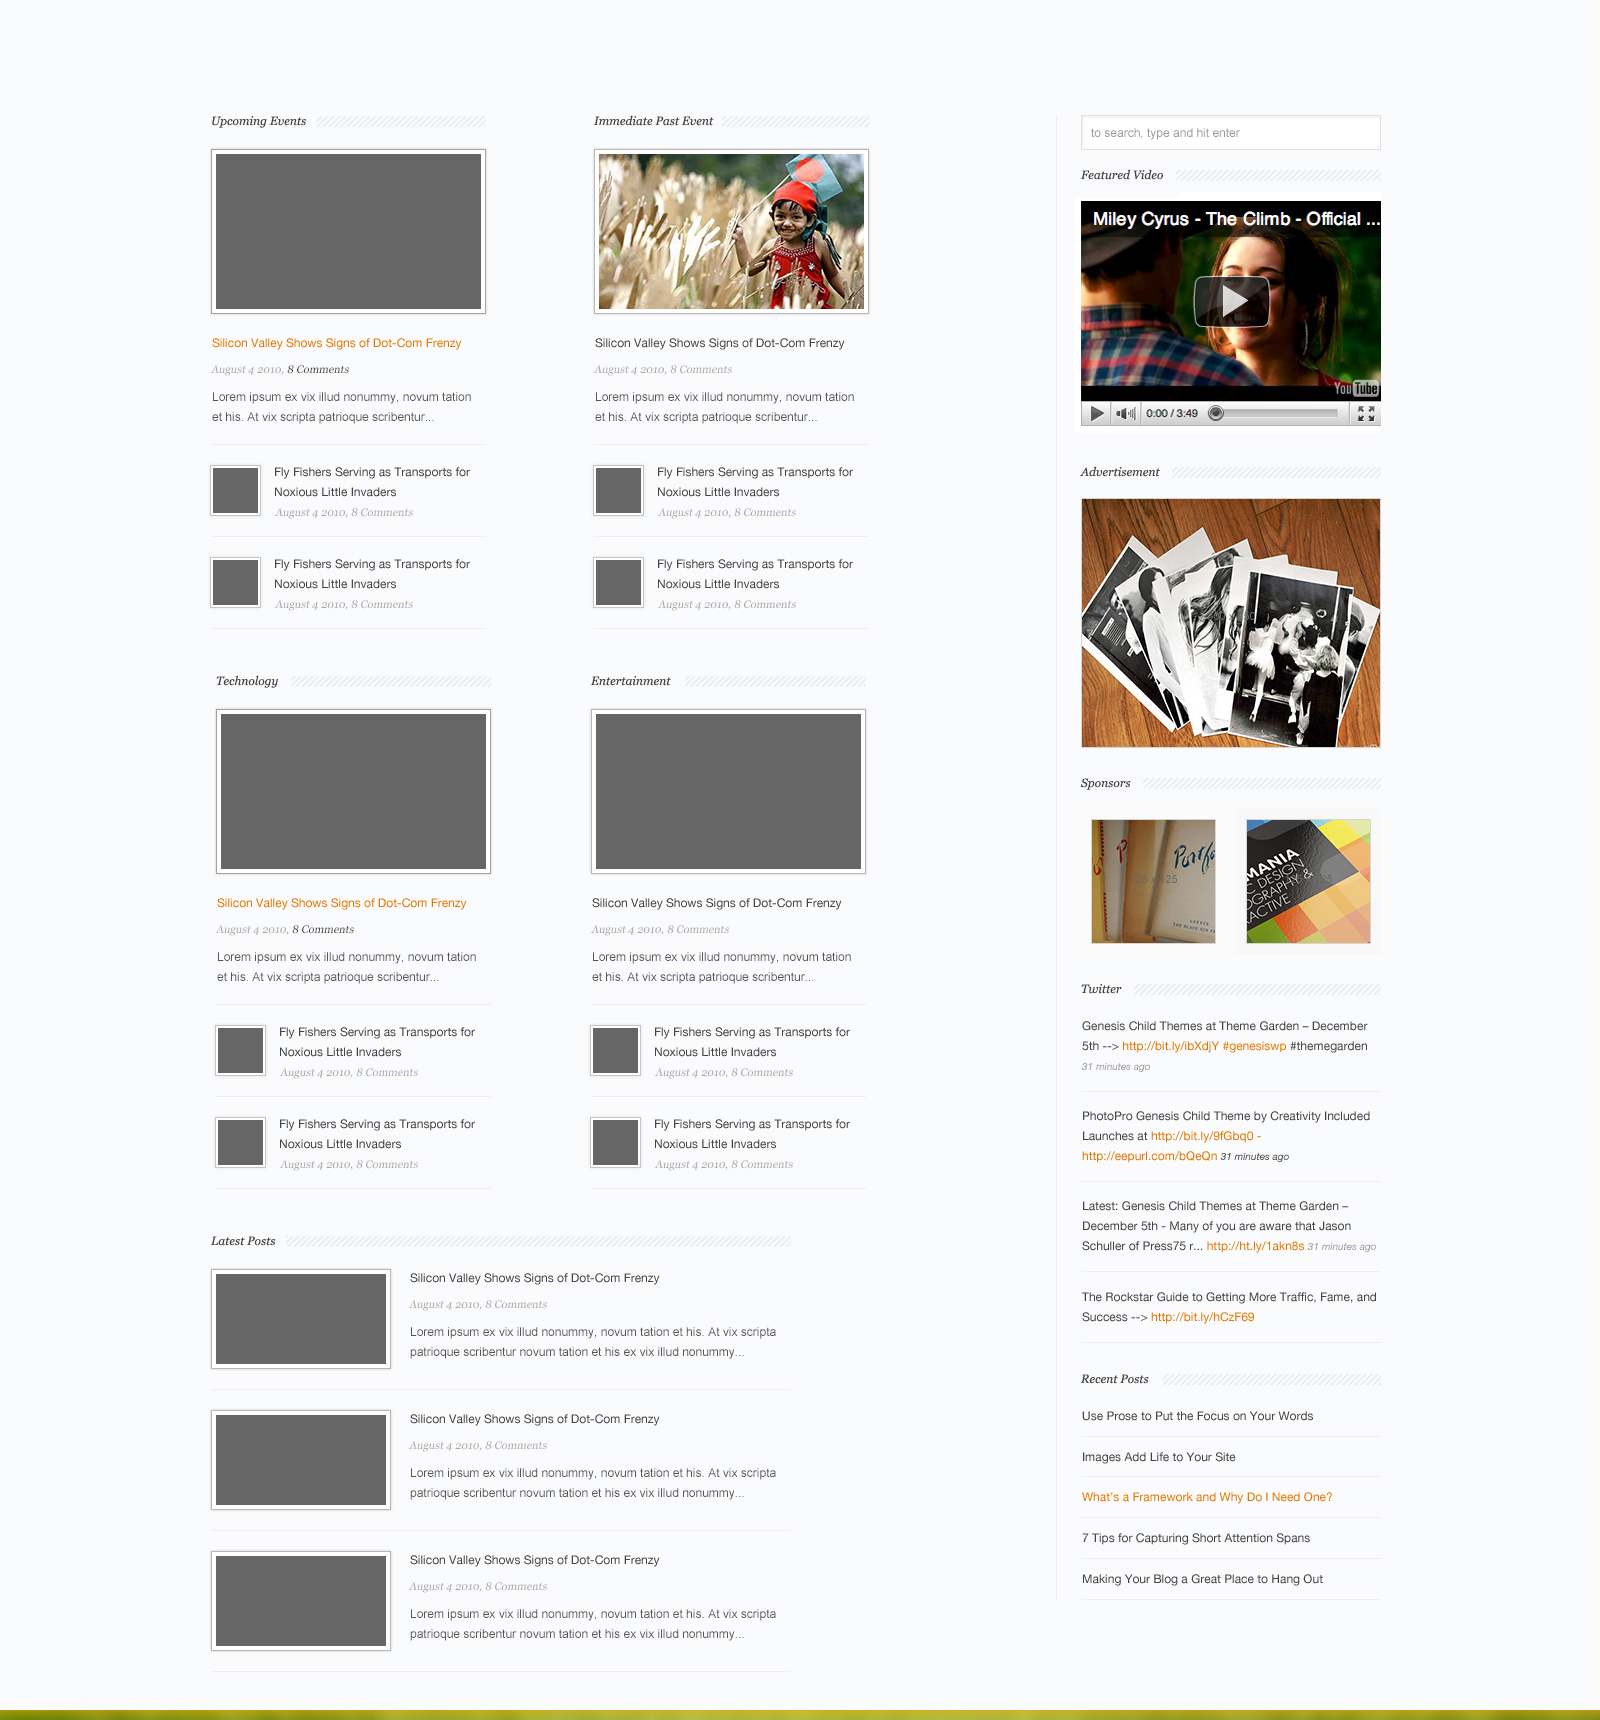 Upcoming Events
Silicon Valley Shows Signs of Dot-Com Frenzy
August 4 2010, 8 Comments
Lorem ipsum ex vix illud nonummy, novum tation
et his. At vix scripta patrioque scribentur...
Fly Fishers Serving as Transports for
Noxious Little Invaders
August 4 2010, 8 Comments
Fly Fishers Serving as Transports for
Noxious Little Invaders
August 4 2010, 8 Comments
Immediate Past Event
Silicon Valley Shows Signs of Dot-Com Frenzy
August 4 2010, 8 Comments
Lorem ipsum ex vix illud nonummy, novum tation
et his. At vix scripta patrioque scribentur...
Fly Fishers Serving as Transports for
Noxious Little Invaders
August 4 2010, 8 Comments
Fly Fishers Serving as Transports for
Noxious Little Invaders
August 4 2010, 8 Comments
Technology
Silicon Valley Shows Signs of Dot-Com Frenzy
August 4 2010, 8 Comments
Lorem ipsum ex vix illud nonummy, novum tation
et his. At vix scripta patrioque scribentur...
Fly Fishers Serving as Transports for
Noxious Little Invaders
August 4 2010, 8 Comments
Fly Fishers Serving as Transports for
Noxious Little Invaders
August 4 2010, 8 Comments
Entertainment
Silicon Valley Shows Signs of Dot-Com Frenzy
August 4 2010, 8 Comments
Lorem ipsum ex vix illud nonummy, novum tation
et his. At vix scripta patrioque scribentur...
Fly Fishers Serving as Transports for
Noxious Little Invaders
August 4 2010, 8 Comments
Fly Fishers Serving as Transports for
Noxious Little Invaders
August 4 2010, 8 Comments
Latest Posts
Silicon Valley Shows Signs of Dot-Com Frenzy
August 4 2010, 8 Comments
Lorem ipsum ex vix illud nonummy, novum tation et his. At vix scripta
patrioque scribentur novum tation et his ex vix illud nonummy...
Silicon Valley Shows Signs of Dot-Com Frenzy
August 4 2010, 8 Comments
Lorem ipsum ex vix illud nonummy, novum tation et his. At vix scripta
patrioque scribentur novum tation et his ex vix illud nonummy...
Silicon Valley Shows Signs of Dot-Com Frenzy
August 4 2010, 8 Comments
Lorem ipsum ex vix illud nonummy, novum tation et his. At vix scripta
patrioque scribentur novum tation et his ex vix illud nonummy...
to search, type and hit enter
Featured Video
Miley Cyrus - The Climb - Official ...
YouTube
0:00 / 3:49
Advertisement
Sponsors
Portfo
MANIA
C DESIGN
OGRAPHY &
RACTIVE
Twitter
Genesis Child Themes at Theme Garden – December
5th --> http://bit.ly/ibXdjY #genesiswp #themegarden
31 minutes ago
PhotoPro Genesis Child Theme by Creativity Included
Launches at http://bit.ly/9fGbq0 -
http://eepurl.com/bQeQn 31 minutes ago
Latest: Genesis Child Themes at Theme Garden –
December 5th - Many of you are aware that Jason
Schuller of Press75 r... http://ht.ly/1akn8s 31 minutes ago
The Rockstar Guide to Getting More Traffic, Fame, and
Success --> http://bit.ly/hCzF69
Recent Posts
Use Prose to Put the Focus on Your Words
Images Add Life to Your Site
What's a Framework and Why Do I Need One?
7 Tips for Capturing Short Attention Spans
Making Your Blog a Great Place to Hang Out